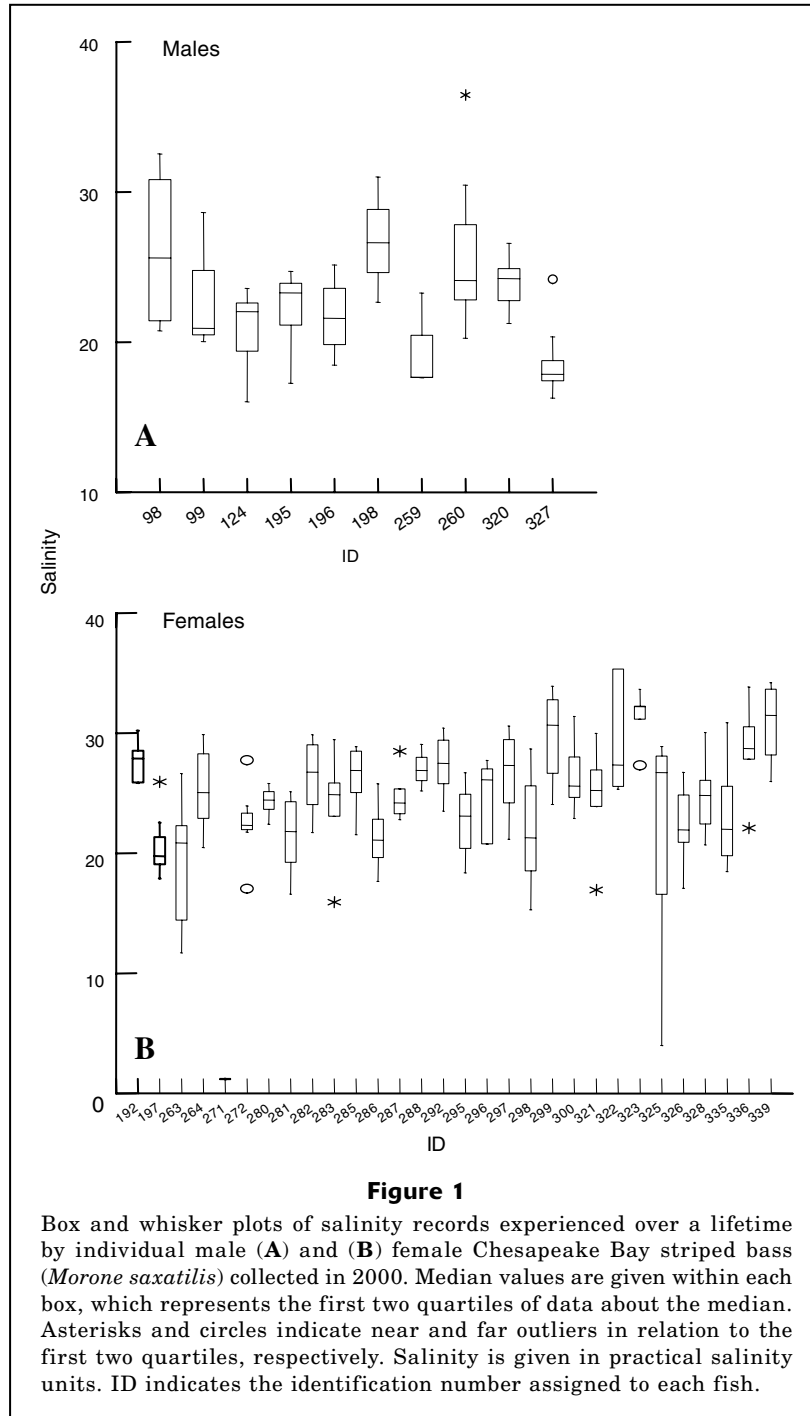 40
Males
30
20
A
10
98 99 124 195 196 198 259 260 320 327
ID
Salinity
40
Females
30
20
10
B
0
192 197 263 264 271 272 280 281 282 283 285 286 287 288 292 295 296 297 298 299 300 321 322 323 325 326 328 335 336 339
ID
Figure 1
Box and whisker plots of salinity records experienced over a lifetime
by individual male (A) and (B) female Chesapeake Bay striped bass
(Morone saxatilis) collected in 2000. Median values are given within each
box, which represents the first two quartiles of data about the median.
Asterisks and circles indicate near and far outliers in relation to the
first two quartiles, respectively. Salinity is given in practical salinity
units. ID indicates the identification number assigned to each fish.